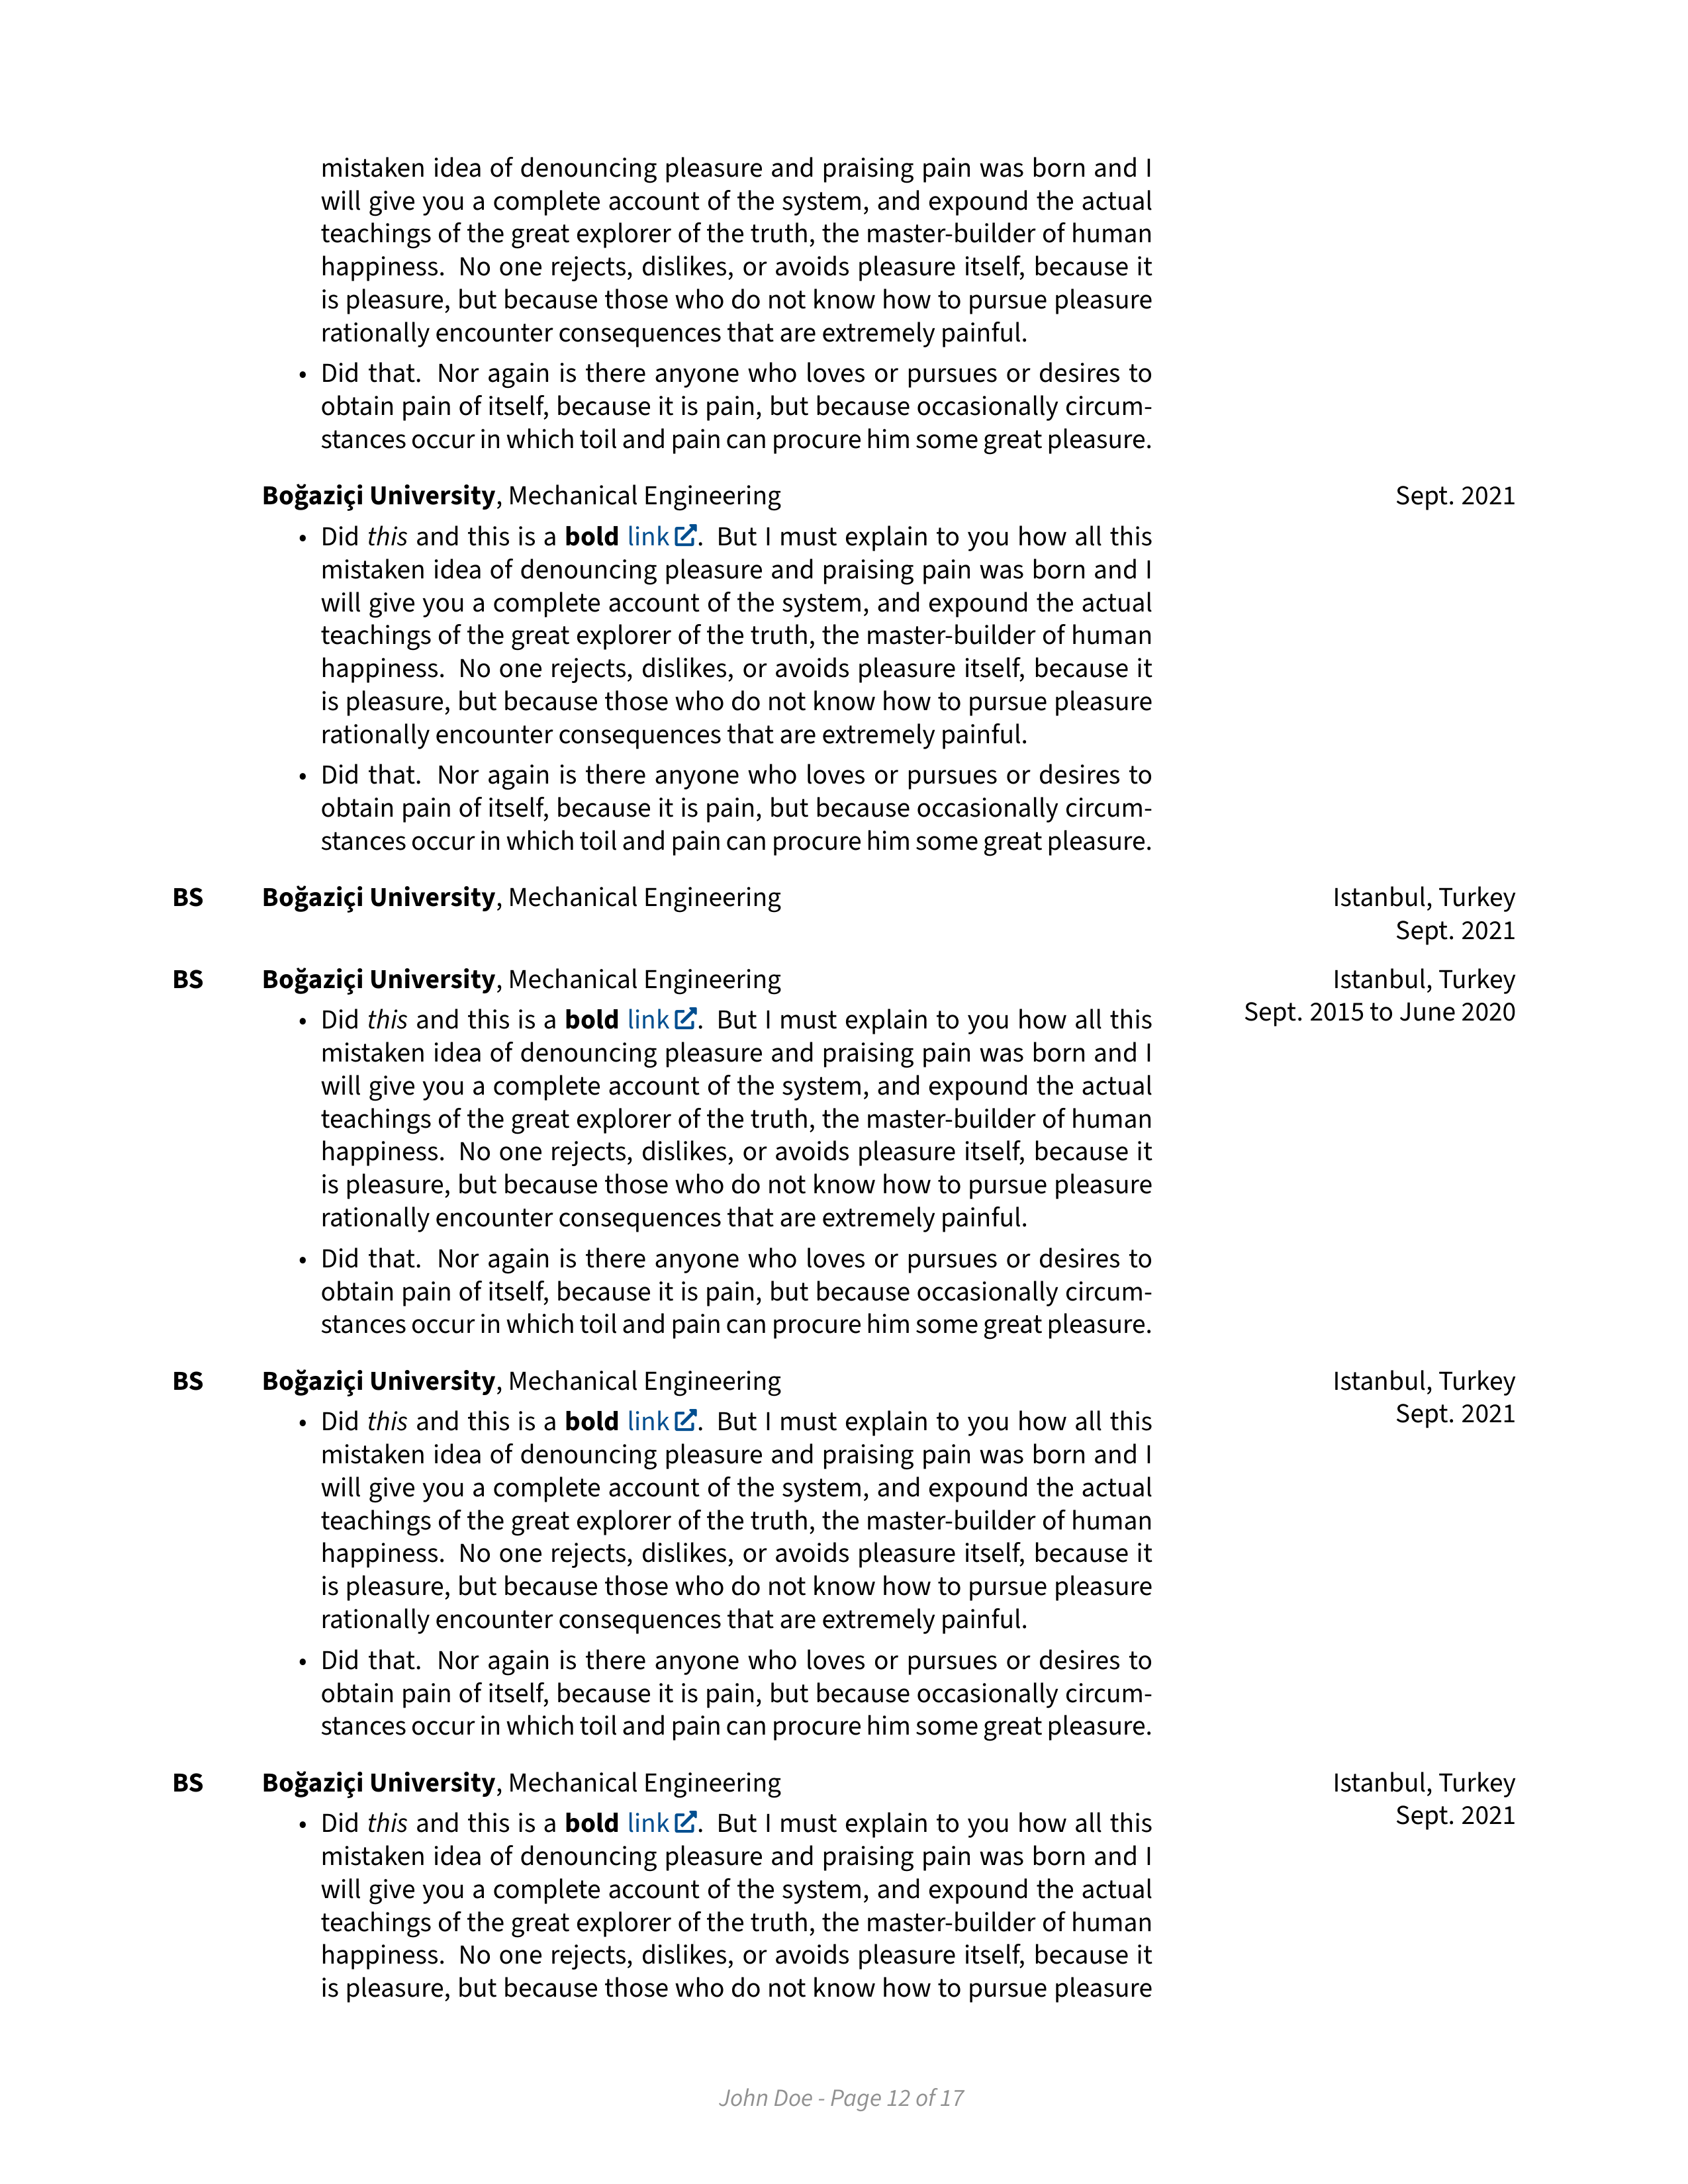 mistaken idea of denouncing pleasure and praising pain was born and I
will give you a complete account of the system, and expound the actual
teachings of the great explorer of the truth, the master-builder of human
happiness. No one rejects, dislikes, or avoids pleasure itself, because it
is pleasure, but because those who do not know how to pursue pleasure
rationally encounter consequences that are extremely painful.
• Did that. Nor again is there anyone who loves or pursues or desires to
obtain pain of itself, because it is pain, but because occasionally circum-
stances occur in which toil and pain can procure him some great pleasure.
Boğaziçi University, Mechanical Engineering Sept. 2021
• Did this and this is a bold link. But I must explain to you how all this
mistaken idea of denouncing pleasure and praising pain was born and I
will give you a complete account of the system, and expound the actual
teachings of the great explorer of the truth, the master-builder of human
happiness. No one rejects, dislikes, or avoids pleasure itself, because it
is pleasure, but because those who do not know how to pursue pleasure
rationally encounter consequences that are extremely painful.
• Did that. Nor again is there anyone who loves or pursues or desires to
obtain pain of itself, because it is pain, but because occasionally circum-
stances occur in which toil and pain can procure him some great pleasure.
BS Boğaziçi University, Mechanical Engineering Istanbul, Turkey
Sept. 2021
BS Boğaziçi University, Mechanical Engineering Istanbul, Turkey
Sept. 2015 to June 2020
• Did this and this is a bold link. But I must explain to you how all this
mistaken idea of denouncing pleasure and praising pain was born and I
will give you a complete account of the system, and expound the actual
teachings of the great explorer of the truth, the master-builder of human
happiness. No one rejects, dislikes, or avoids pleasure itself, because it
is pleasure, but because those who do not know how to pursue pleasure
rationally encounter consequences that are extremely painful.
• Did that. Nor again is there anyone who loves or pursues or desires to
obtain pain of itself, because it is pain, but because occasionally circum-
stances occur in which toil and pain can procure him some great pleasure.
BS Boğaziçi University, Mechanical Engineering Istanbul, Turkey
Sept. 2021
• Did this and this is a bold link. But I must explain to you how all this
mistaken idea of denouncing pleasure and praising pain was born and I
will give you a complete account of the system, and expound the actual
teachings of the great explorer of the truth, the master-builder of human
happiness. No one rejects, dislikes, or avoids pleasure itself, because it
is pleasure, but because those who do not know how to pursue pleasure
rationally encounter consequences that are extremely painful.
• Did that. Nor again is there anyone who loves or pursues or desires to
obtain pain of itself, because it is pain, but because occasionally circum-
stances occur in which toil and pain can procure him some great pleasure.
BS Boğaziçi University, Mechanical Engineering Istanbul, Turkey
Sept. 2021
• Did this and this is a bold link. But I must explain to you how all this
mistaken idea of denouncing pleasure and praising pain was born and I
will give you a complete account of the system, and expound the actual
teachings of the great explorer of the truth, the master-builder of human
happiness. No one rejects, dislikes, or avoids pleasure itself, because it
is pleasure, but because those who do not know how to pursue pleasure
John Doe - Page 12 of 17